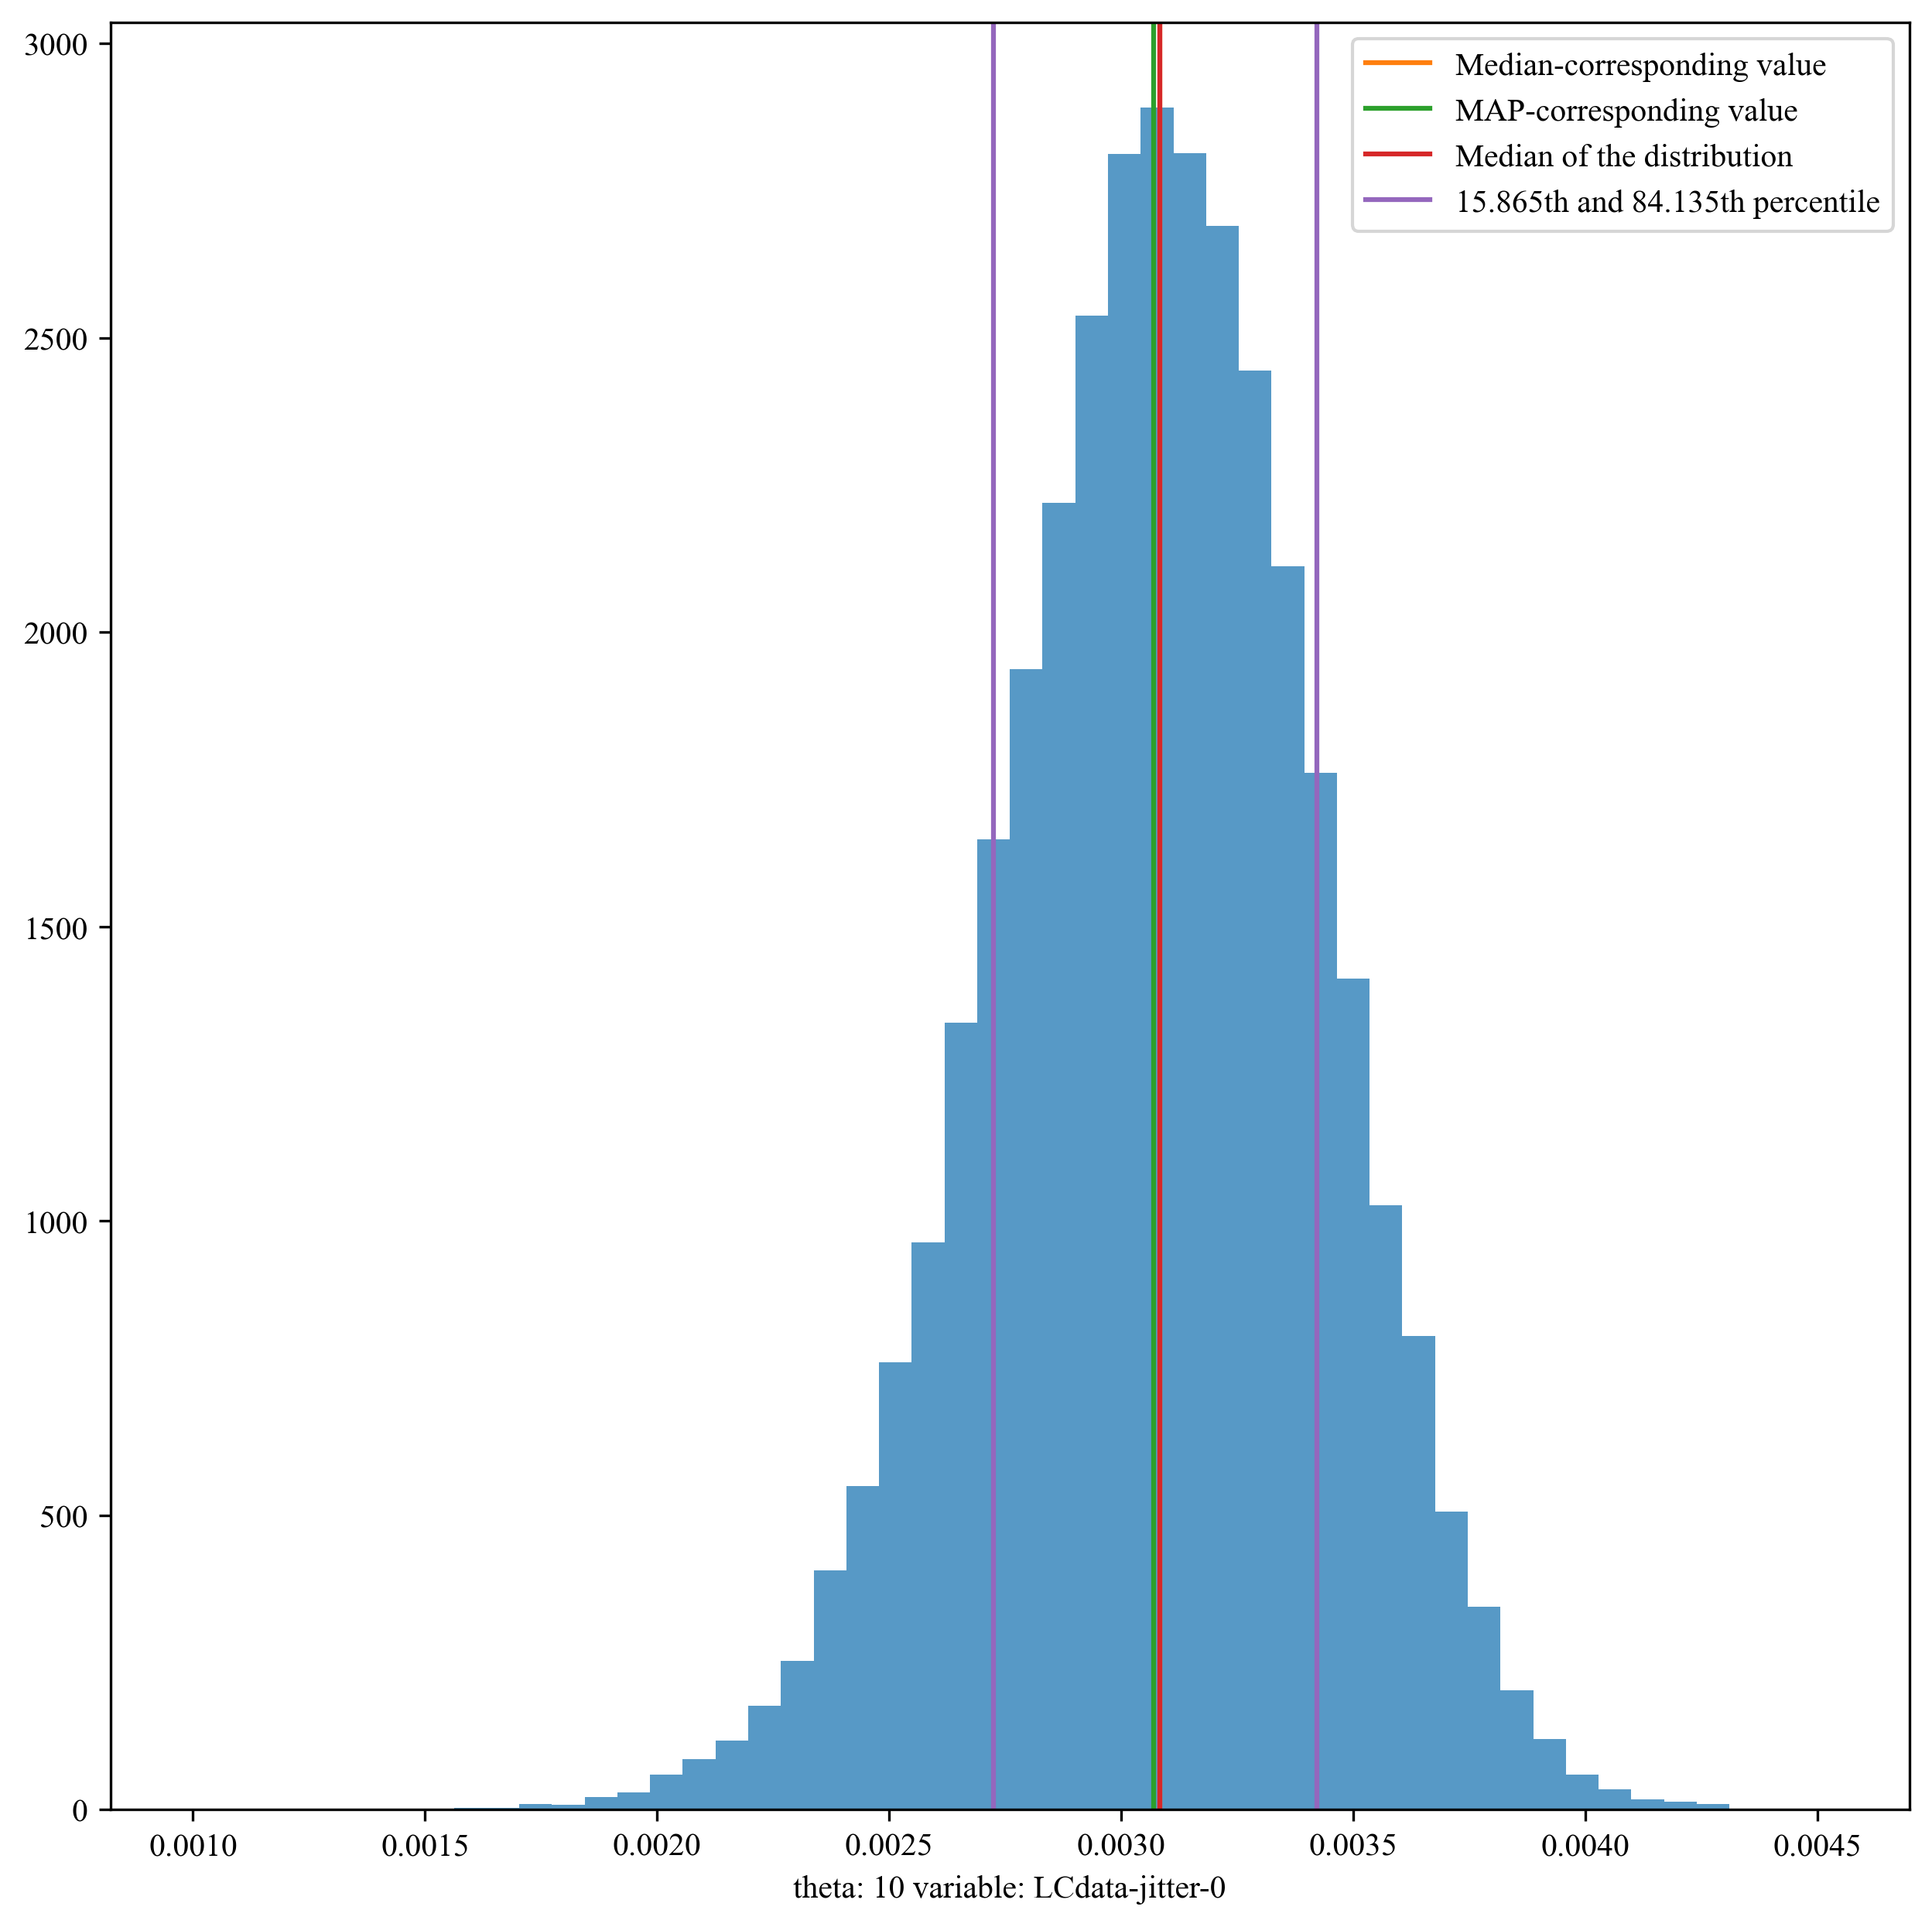 3000
2500
2000
1500
1000
500
0
Median-corresponding value
MAP-corresponding value
Median of the distribution
15.865th and 84.135th percentile
0.0010 0.0015 0.0020 0.0025 0.0030 0.0035 0.0040 0.0045
theta: 10 variable: LCdata-jitter-0